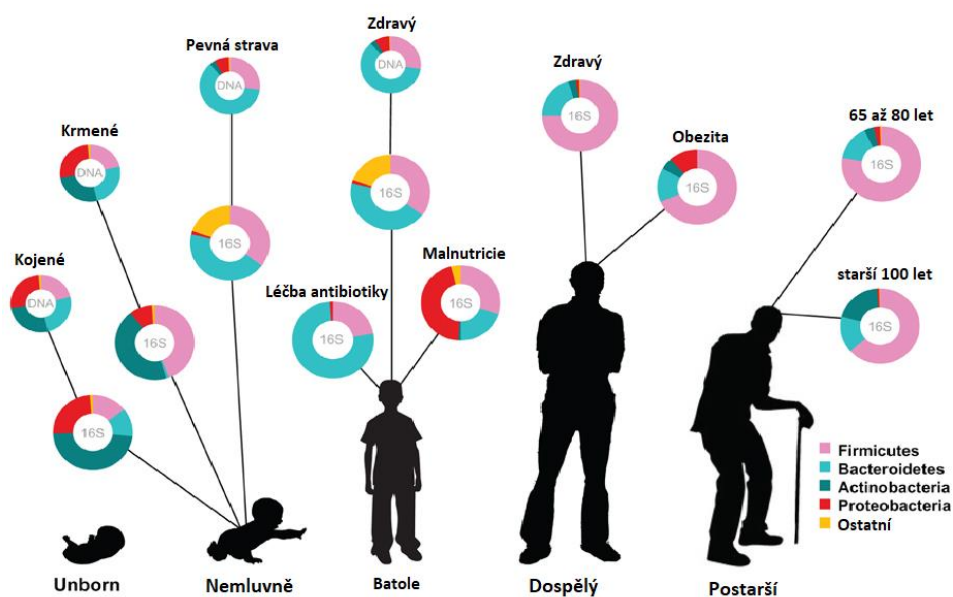 Zdravý
Pevná strava
DNA
DNA
Krmené
DNA
Zdravý
16S
Obezita
16S
65 až 80 let
16S
16S
16S
Kojené
DNA
Malnutricie
16S
Léčba antibiotiky
16S
starší 100 let
16S
16S
16S
Firmicutes
Bacteroidetes
Actinobacteria
Proteobacteria
Ostatní
Unborn
Nemluvně
Batole
Dospělý
Postarší